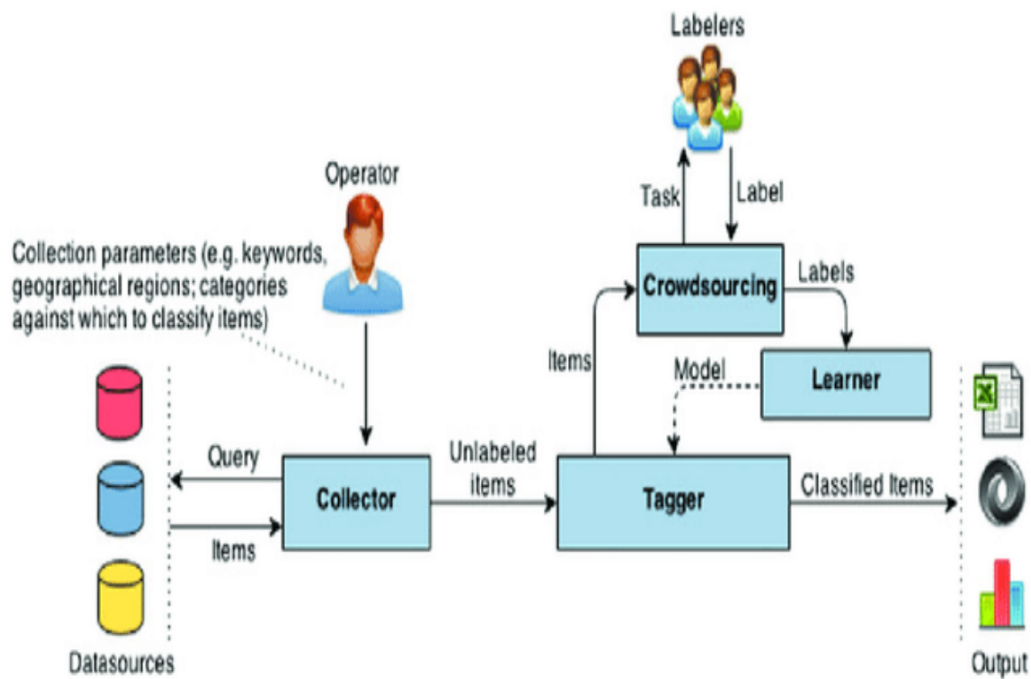 Labelers
Operator
Task
Label
Collection parameters (e.g. keywords,
geographical regions; categories
against which to classify items)
Crowdsourcing
Labels
Items
Model
Learner
Query
Collector
Unlabeled
items
Tagger
Classified Items
Items
Datasources
Output